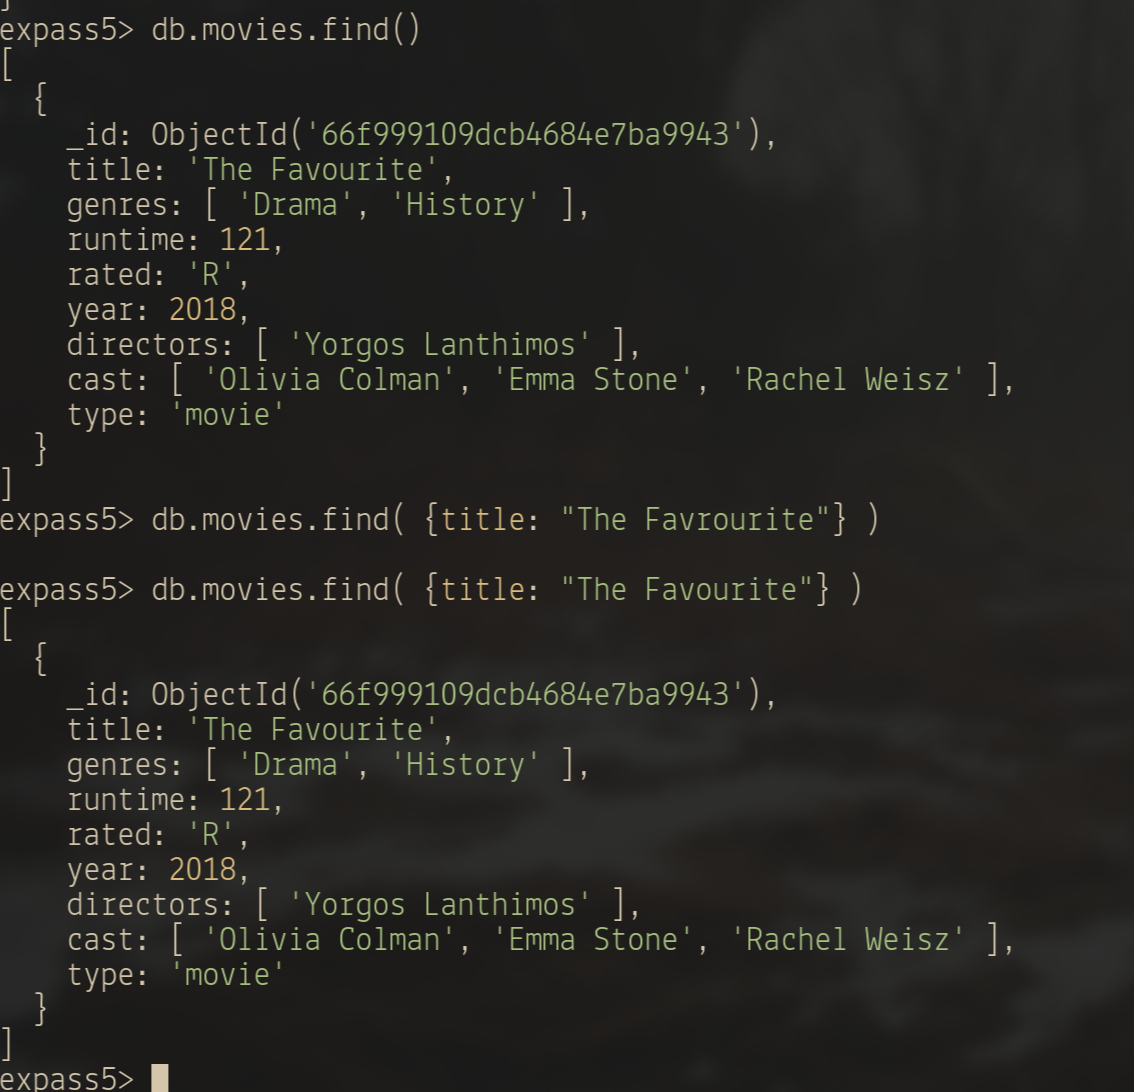 }
expass5> db.movies.find()
[
  {
    _id: ObjectId('66f999109dcb4684e7ba9943'),
    title: 'The Favourite',
    genres: [ 'Drama', 'History' ],
    runtime: 121,
    rated: 'R',
    year: 2018,
    directors: [ 'Yorgos Lanthimos' ],
    cast: [ 'Olivia Colman', 'Emma Stone', 'Rachel Weisz' ],
    type: 'movie'
  }
]
expass5> db.movies.find( {title: "The Favrourite"} )

expass5> db.movies.find( {title: "The Favourite"} )
[
  {
    _id: ObjectId('66f999109dcb4684e7ba9943'),
    title: 'The Favourite',
    genres: [ 'Drama', 'History' ],
    runtime: 121,
    rated: 'R',
    year: 2018,
    directors: [ 'Yorgos Lanthimos' ],
    cast: [ 'Olivia Colman', 'Emma Stone', 'Rachel Weisz' ],
    type: 'movie'
  }
]
expass5>